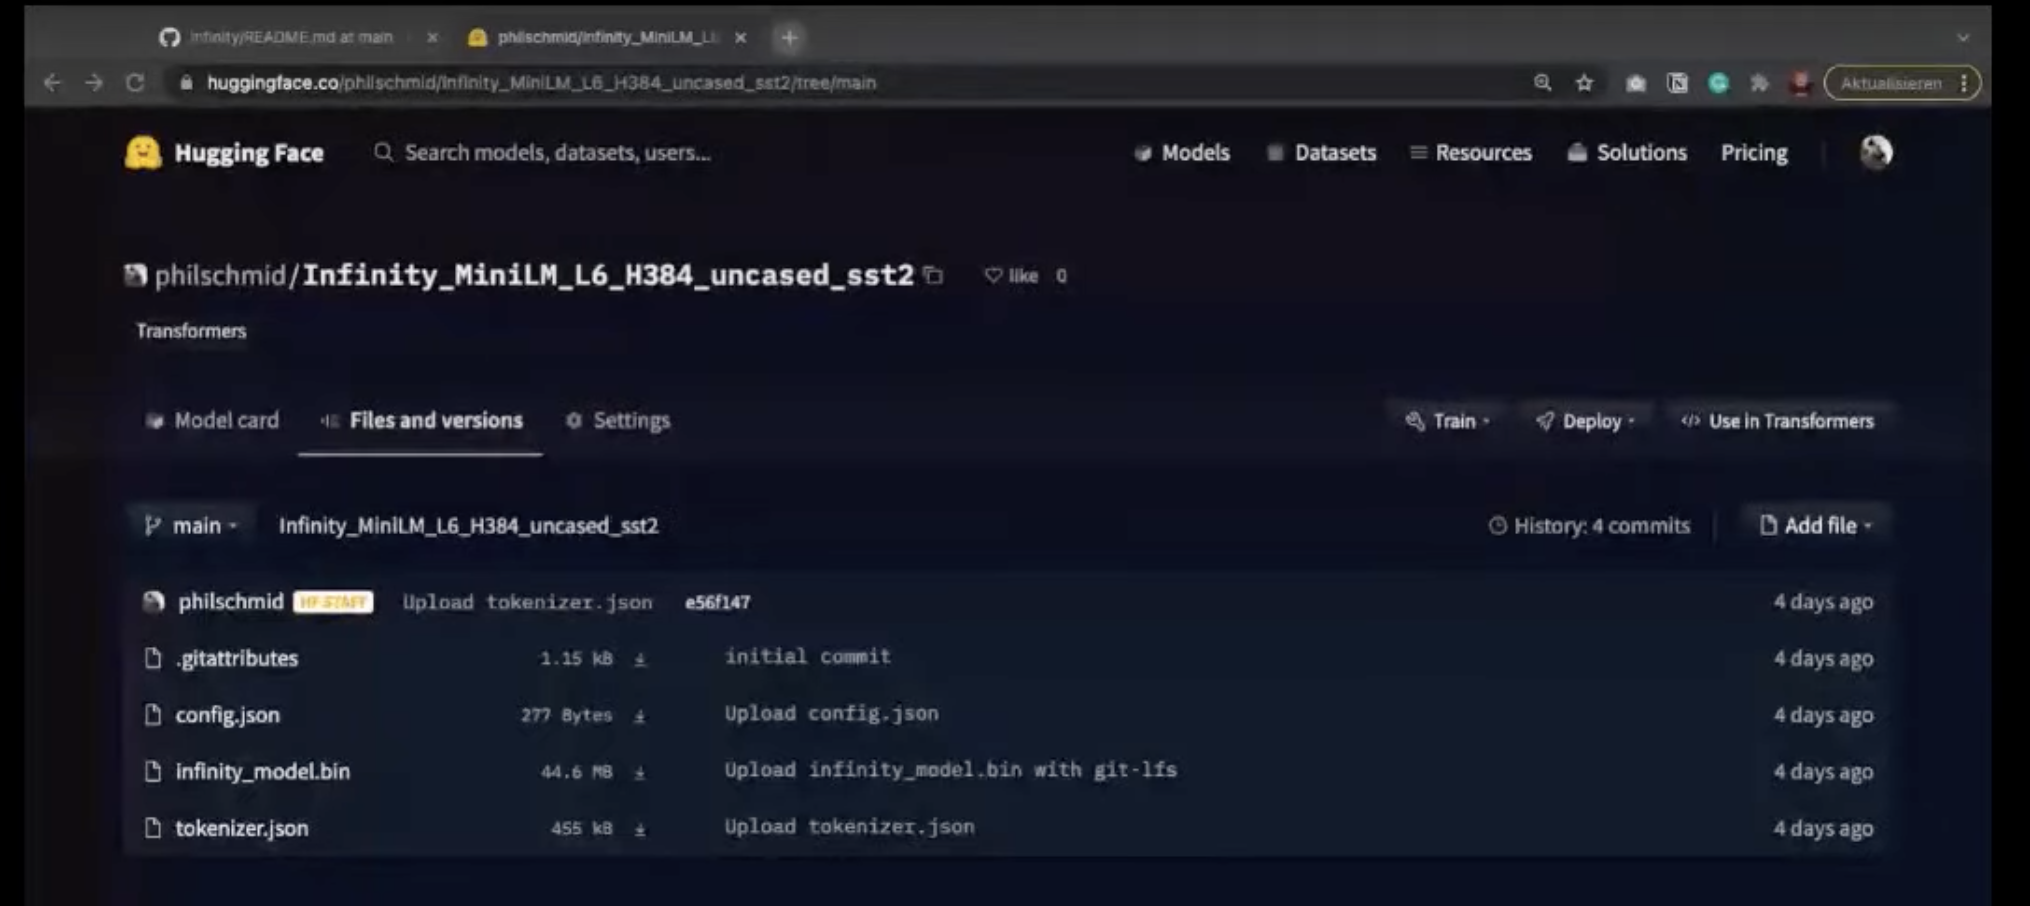 Infinity/README.md at main × philschmid/Infinity_MiniLM_L × +
huggingface.co/philschmid/Infinity_MiniLM_L6_H384_uncased_sst2/tree/main Aktualisieren
Hugging Face Search models, datasets, users... Models Datasets Resources Solutions Pricing
philschmid/Infinity_MiniLM_L6_H384_uncased_sst2 like 0
Transformers
Model card Files and versions Settings Train Deploy </> Use in Transformers
main Infinity_MiniLM_L6_H384_uncased_sst2 History: 4 commits Add file
philschmid HF STAFF Upload tokenizer.json e56f147 4 days ago
.gitattributes 1.15 kB initial commit 4 days ago
config.json 277 Bytes Upload config.json 4 days ago
infinity_model.bin 44.6 MB Upload infinity_model.bin with git-lfs 4 days ago
tokenizer.json 455 kB Upload tokenizer.json 4 days ago